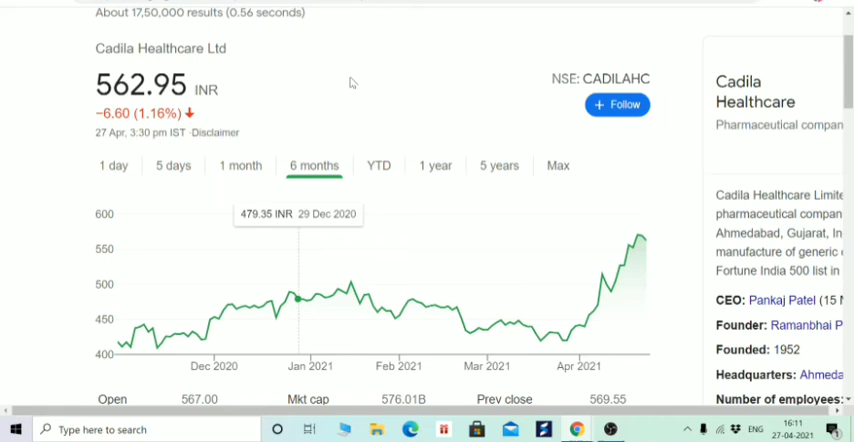 About 17,50,000 results (0.56 seconds)
Cadila Healthcare Ltd
562.95 INR
−6.60 (1.16%)
27 Apr, 3:30 pm IST · Disclaimer
NSE: CADILAHC
+ Follow
1 day 5 days 1 month 6 months YTD 1 year 5 years Max
479.35 INR 29 Dec 2020
600
550
500
450
400
Dec 2020 Jan 2021 Feb 2021 Mar 2021 Apr 2021
Open 567.00 Mkt cap 576.01B Prev close 569.55
Cadila
Healthcare
Pharmaceutical compan
Cadila Healthcare Limite
pharmaceutical compan
Ahmedabad, Gujarat, In
manufacture of generic
Fortune India 500 list in
CEO: Pankaj Patel (15
Founder: Ramanbhai P
Founded: 1952
Headquarters: Ahmeda
Number of employees:
Type here to search
ENG
16:11
27-04-2021
1